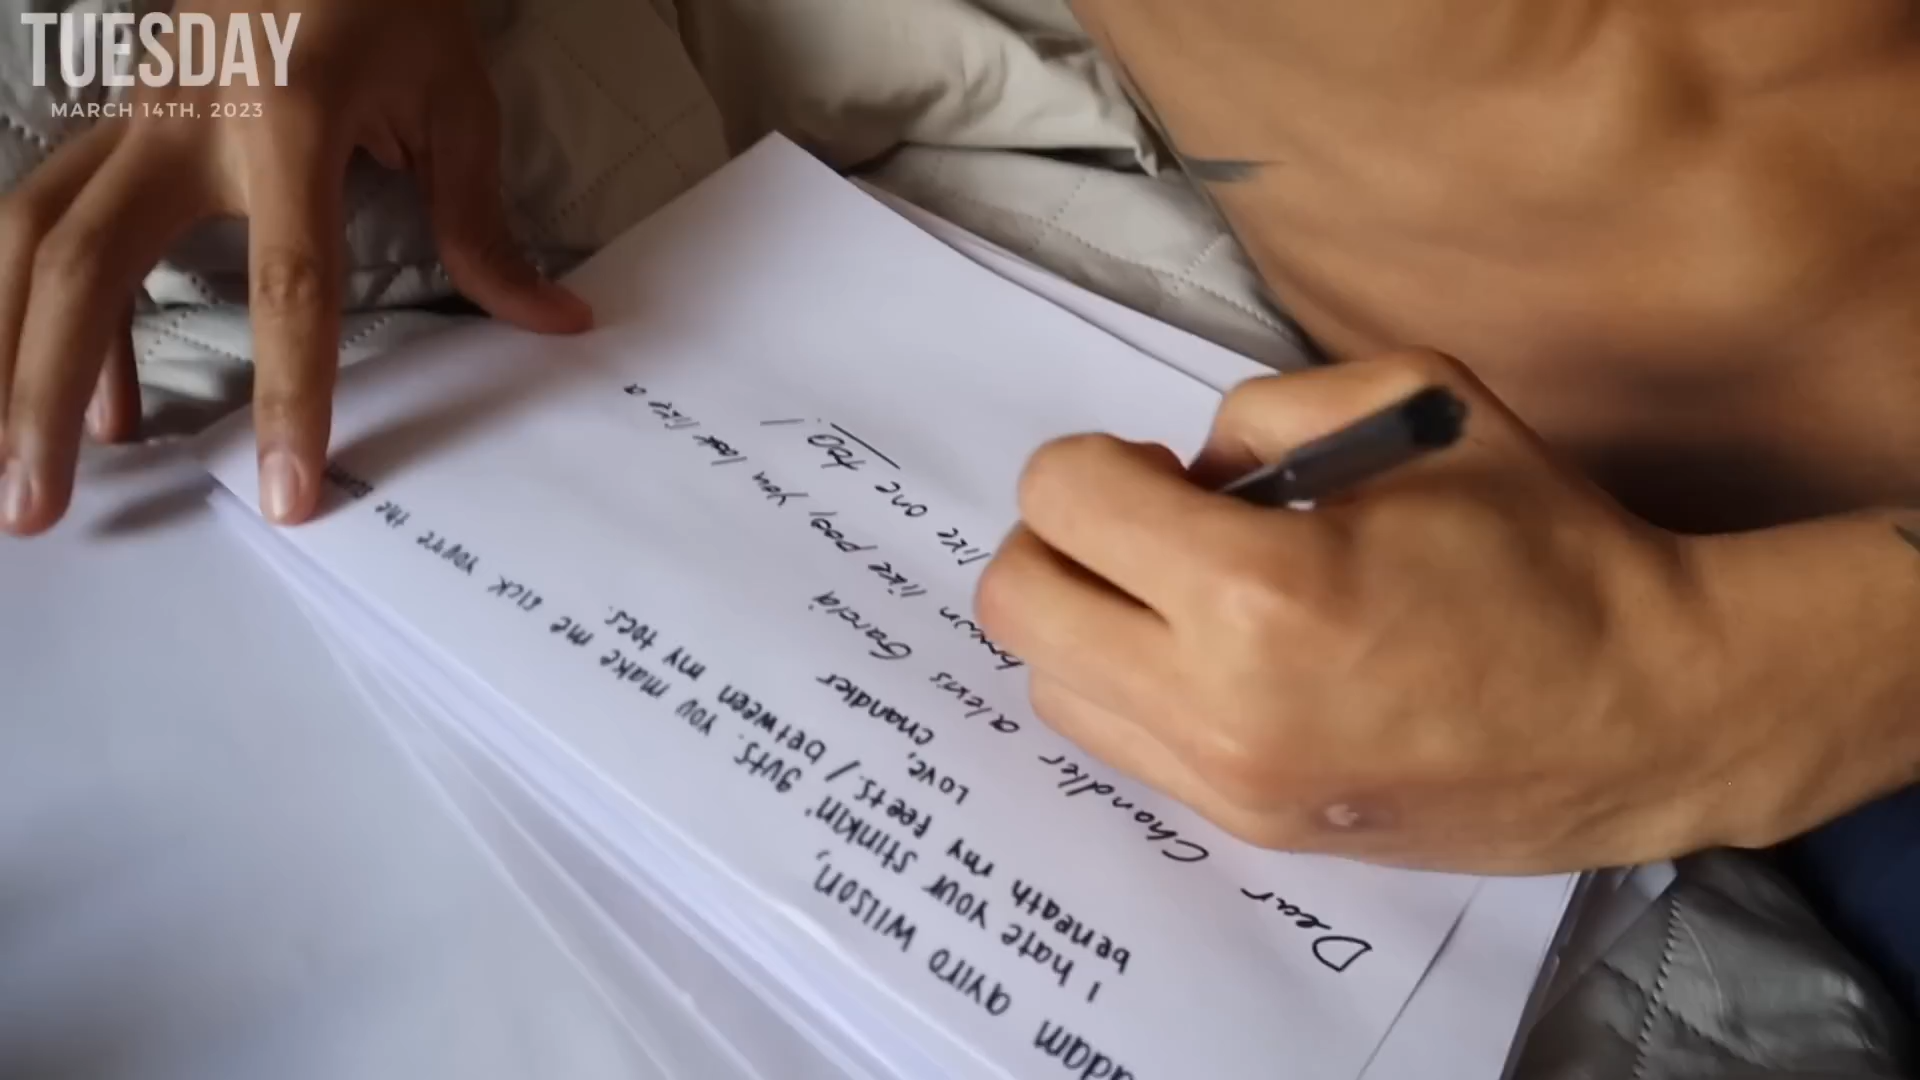 TUESDAY
MARCH 14TH, 2023
adam wilson,
I hate your stinkin' guts. you make me sick you're the
beneath my feets. / between my toes.
Love, chandler
Dear Chandler alexis Garcia
brown like poo, you look like a
like one too!